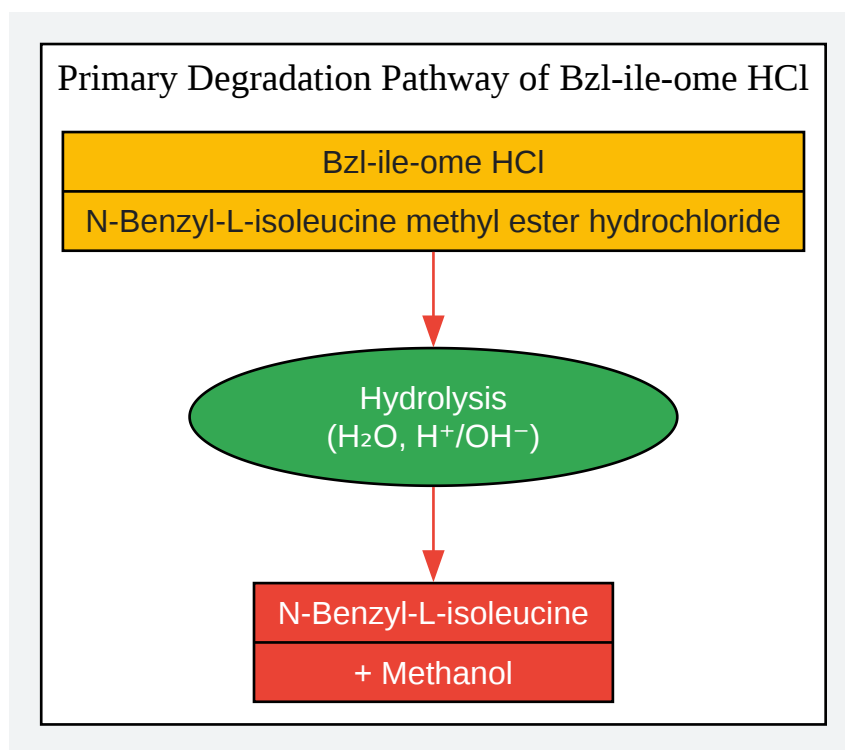 Primary Degradation Pathway of Bzl-ile-ome HCl
Bzl-ile-ome HCl
N-Benzyl-L-isoleucine methyl ester hydrochloride
Hydrolysis
(H₂O, H⁺/OH⁻)
N-Benzyl-L-isoleucine
+ Methanol